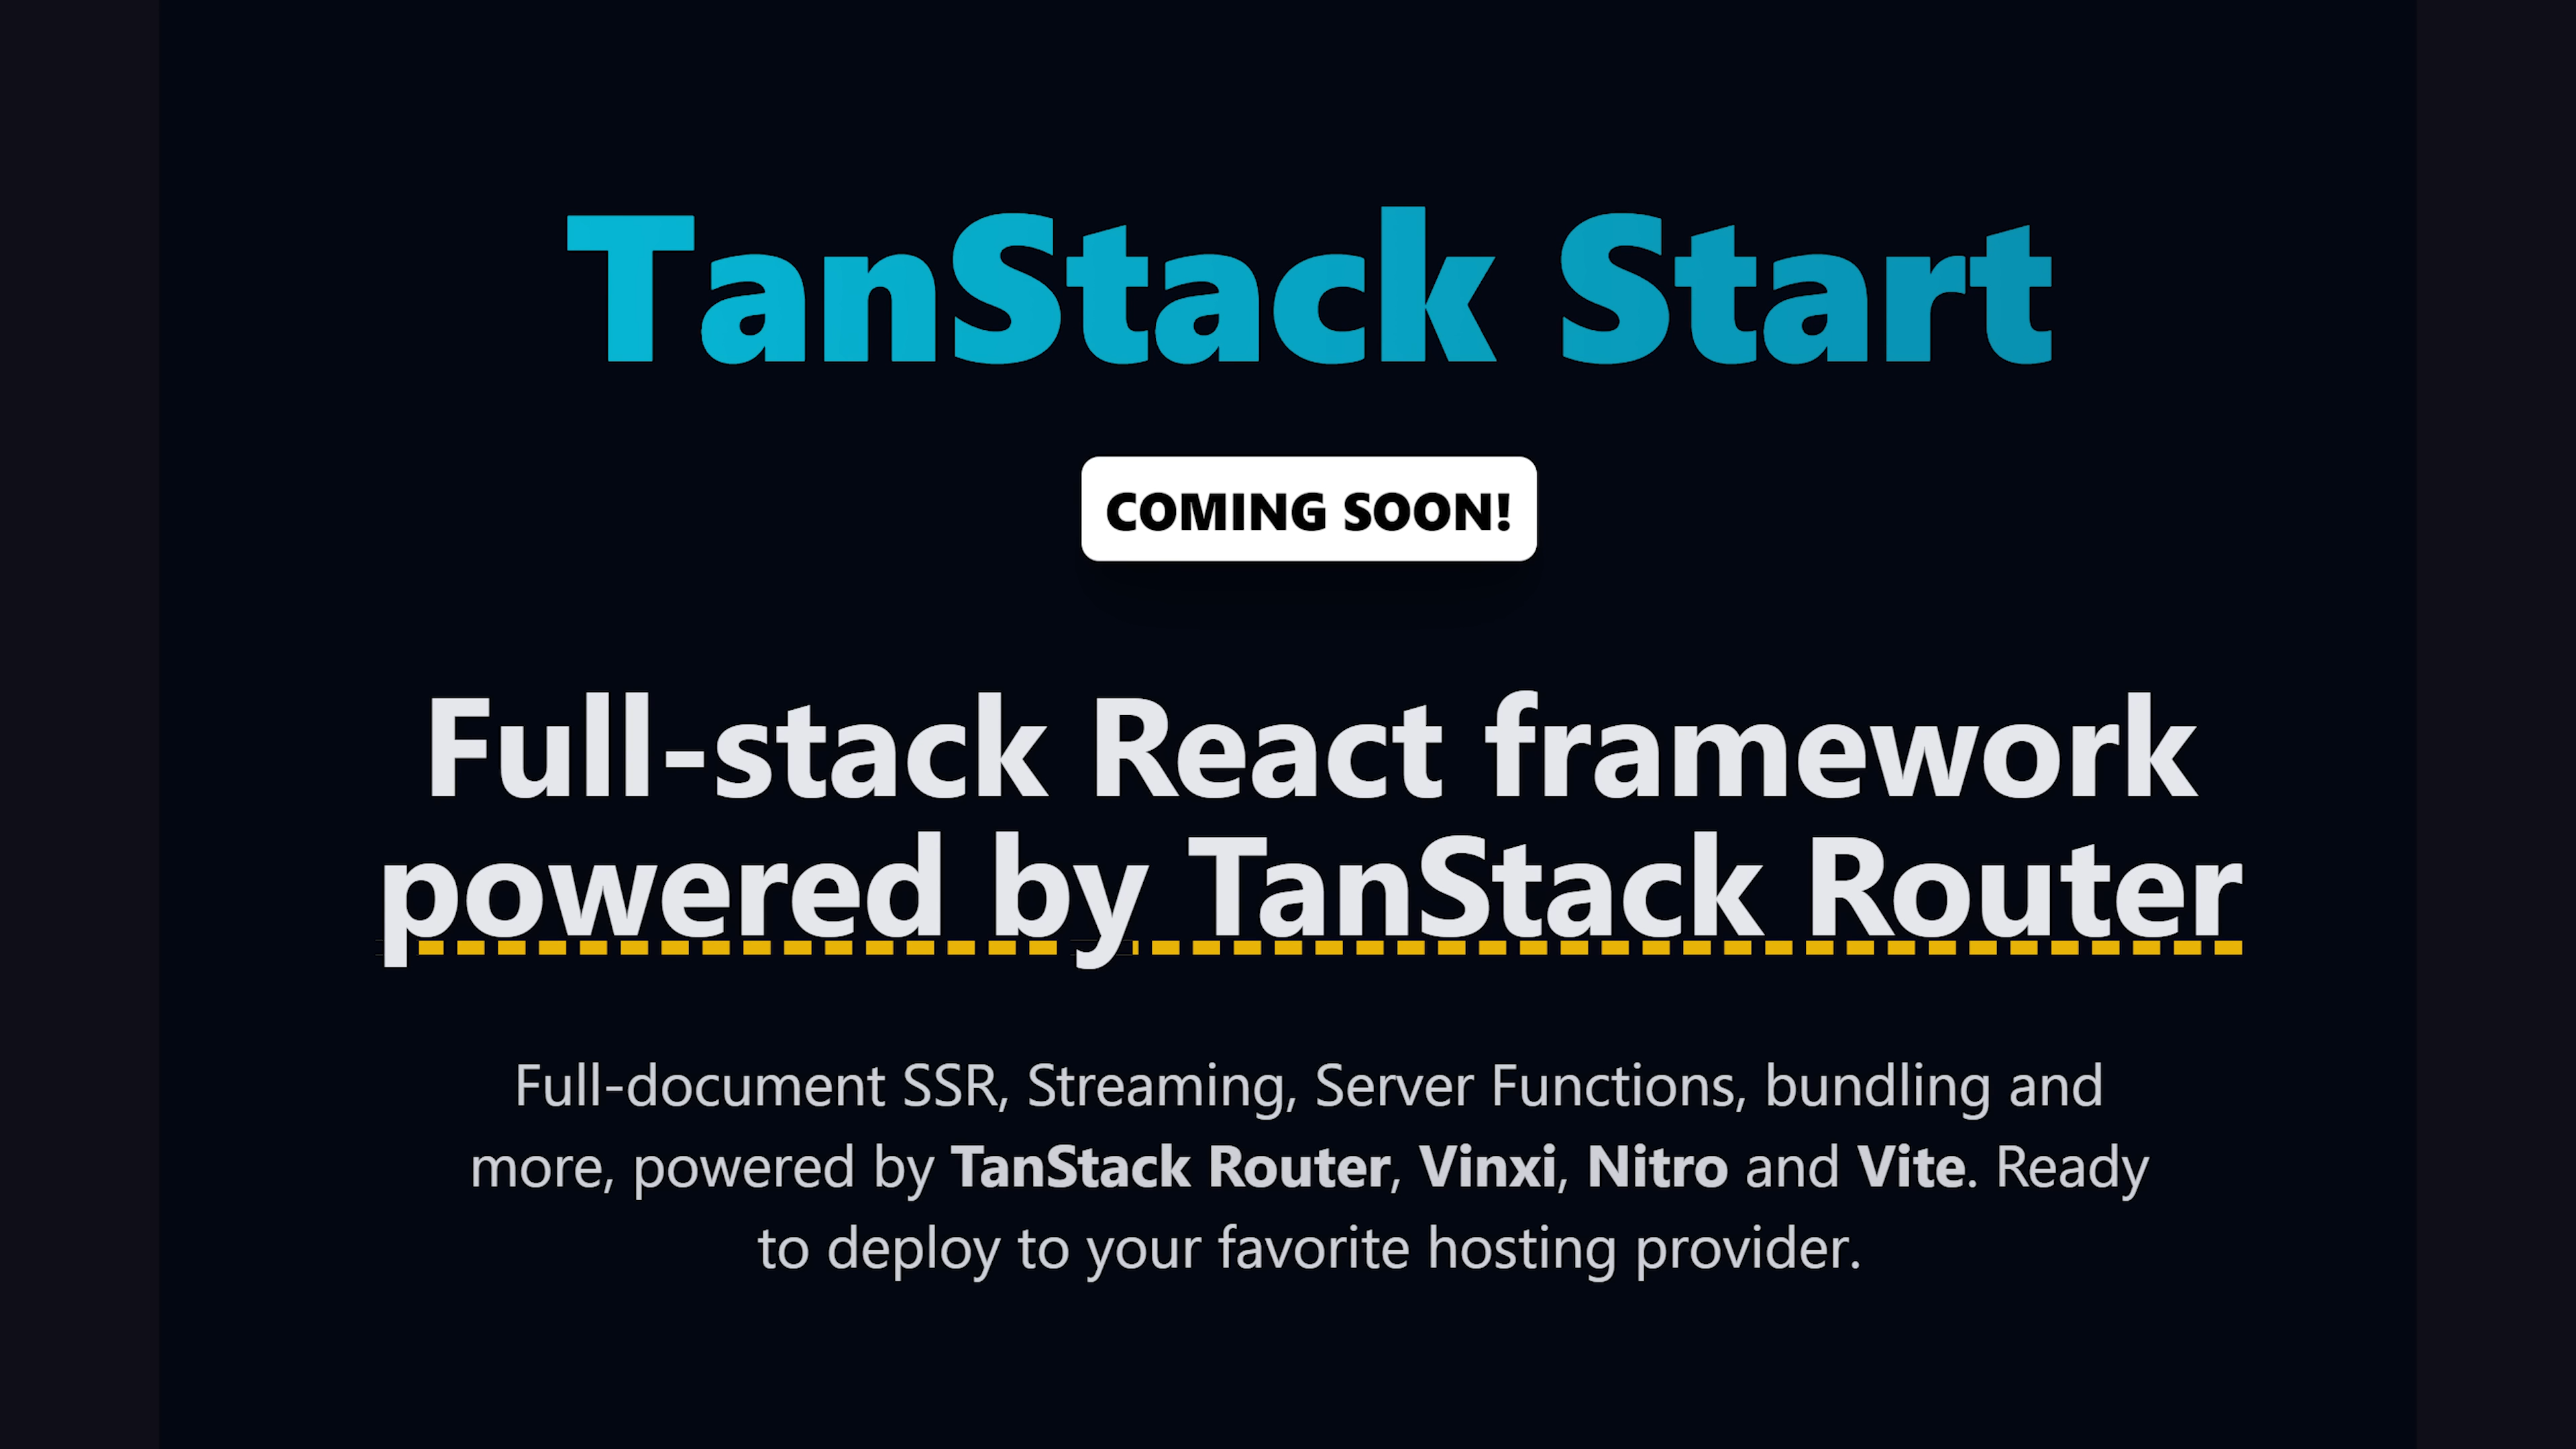 TanStack Start
COMING SOON!
Full-stack React framework
powered by TanStack Router
Full-document SSR, Streaming, Server Functions, bundling and
more, powered by TanStack Router, Vinxi, Nitro and Vite. Ready
to deploy to your favorite hosting provider.